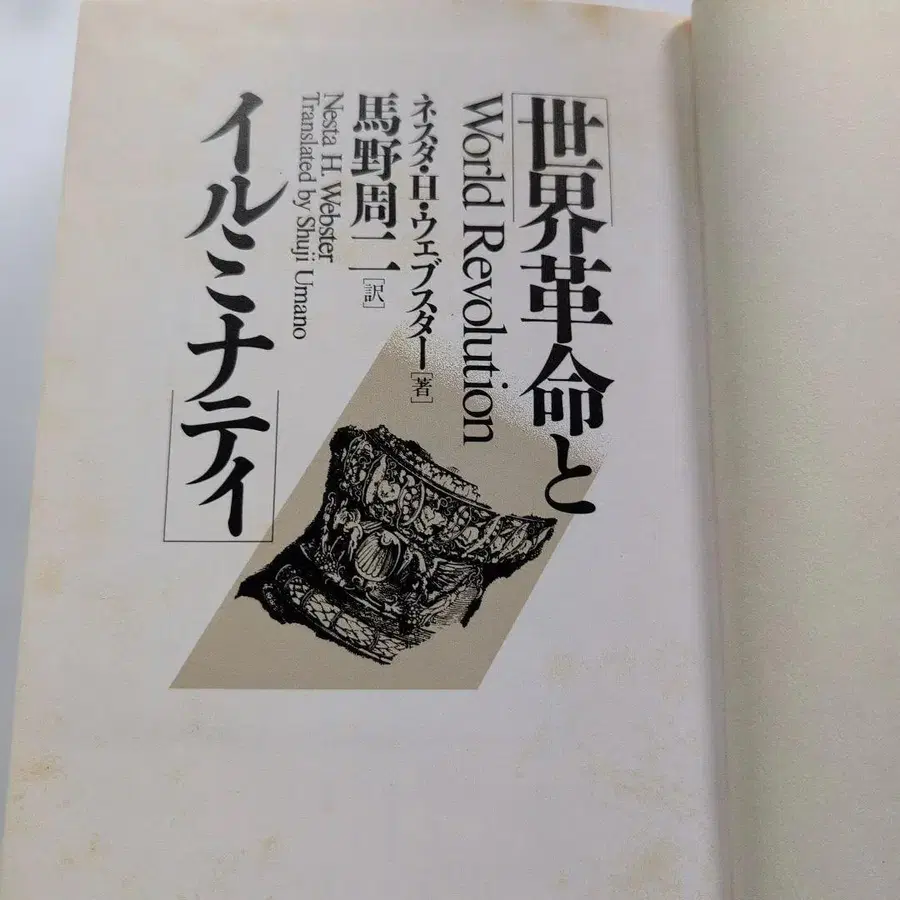 世界革命と
World Revolution
ネスタ・H・ウェブスター[著]
馬野周二[訳]
Nesta H. Webster
Translated by Shuji Umano
イルミナティ